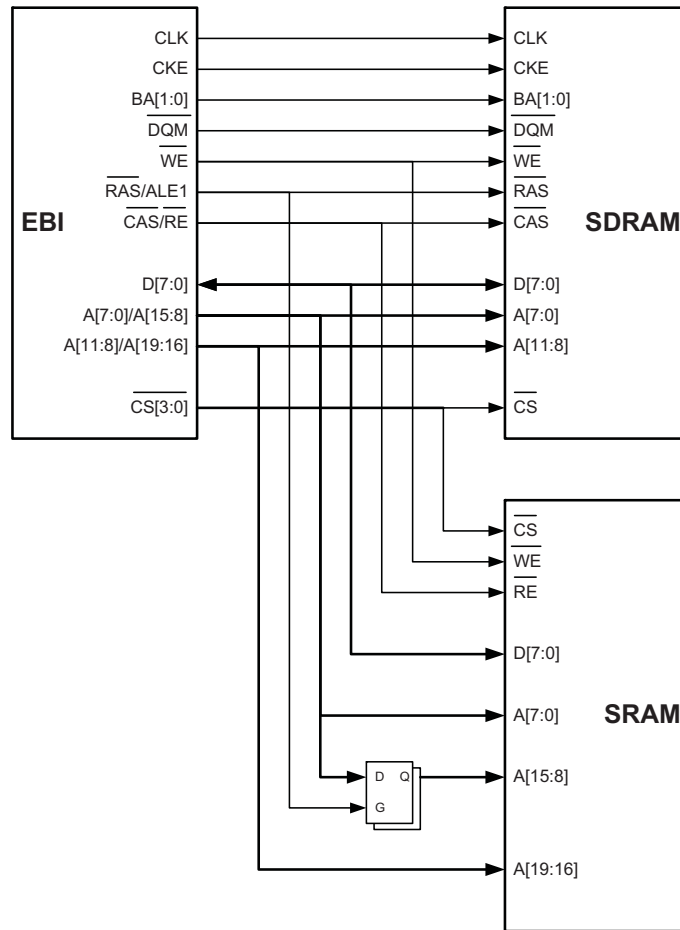 CLK
CKE
BA[1:0]
DQM
WE
RAS/ALE1
CAS/RE
EBI
D[7:0]
A[7:0]/A[15:8]
A[11:8]/A[19:16]
CS[3:0]
CLK
CKE
BA[1:0]
DQM
WE
RAS
CAS
SDRAM
D[7:0]
A[7:0]
A[11:8]
CS
CS
WE
RE
D[7:0]
A[7:0]
SRAM
D Q
G
A[15:8]
A[19:16]